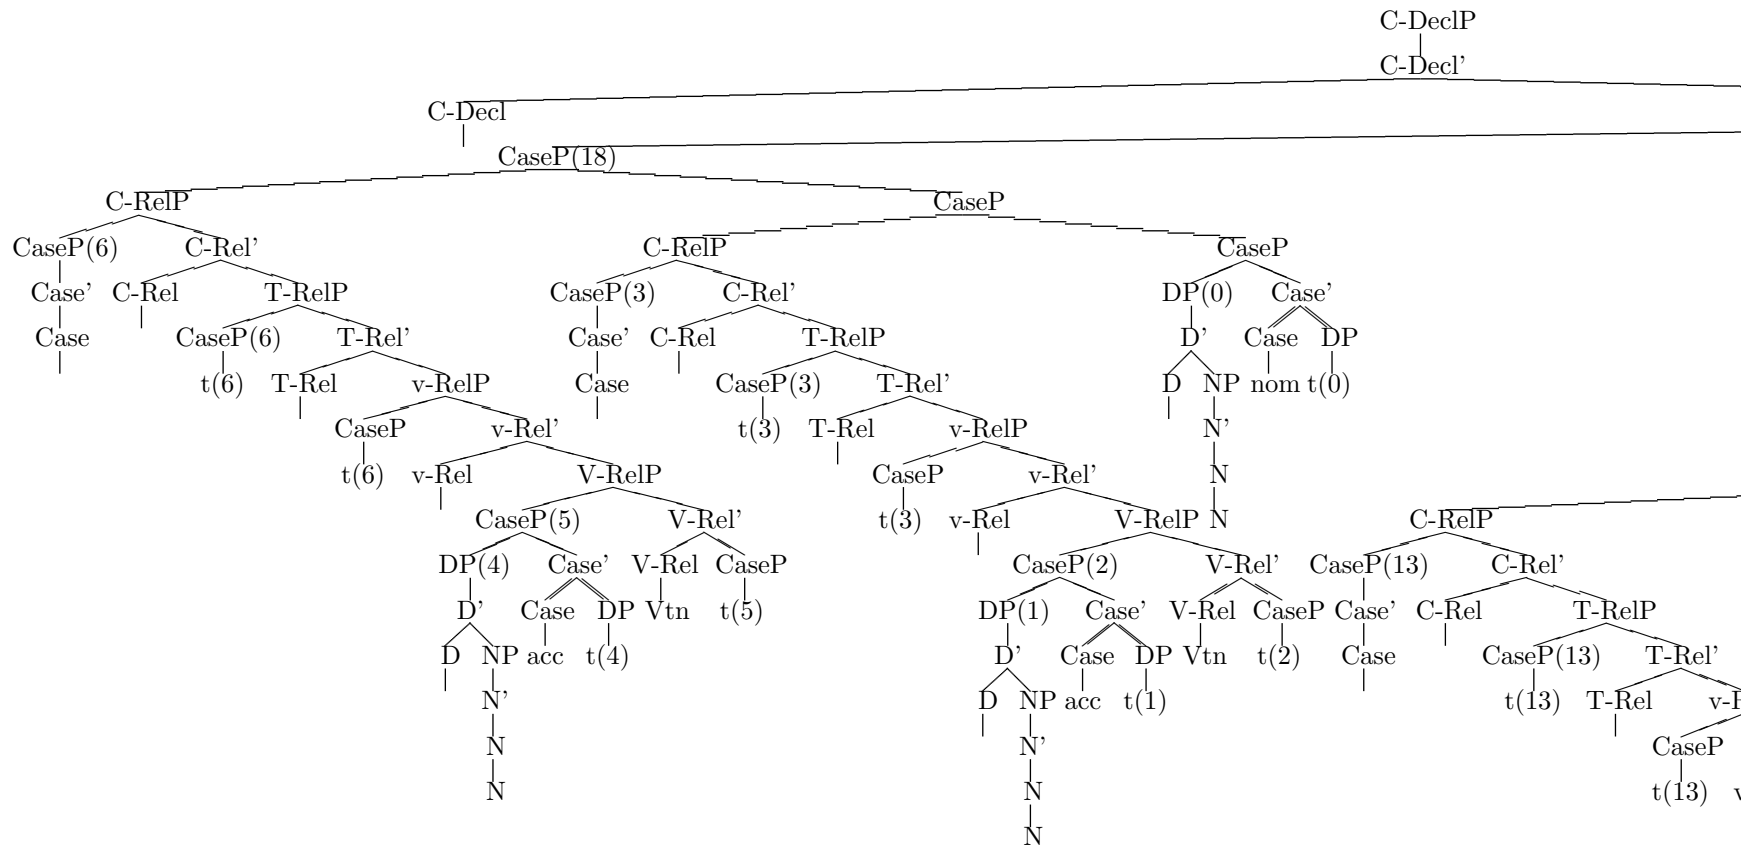 C-DeclP
C-Decl’
C-Decl
CaseP(18)
C-RelP CaseP
CaseP(6) C-Rel’ C-RelP CaseP
Case’ C-Rel T-RelP CaseP(3) C-Rel’ DP(0) Case’
Case CaseP(6) T-Rel’ Case’ C-Rel T-RelP D’ Case DP
t(6) T-Rel v-RelP Case CaseP(3) T-Rel’ D NP nom t(0)
CaseP v-Rel’ t(3) T-Rel v-RelP N’
t(6) v-Rel V-RelP CaseP v-Rel’ N
CaseP(5) V-Rel’ t(3) v-Rel V-RelP N C-RelP
DP(4) Case’ V-Rel CaseP CaseP(2) V-Rel’ CaseP(13) C-Rel’
D’ Case DP Vtn t(5) DP(1) Case’ V-Rel CaseP Case’ C-Rel T-RelP
D NP acc t(4) D’ Case DP Vtn t(2) Case CaseP(13) T-Rel’
N’ D NP acc t(1) t(13) T-Rel
N N’ CaseP
N N t(13)
N